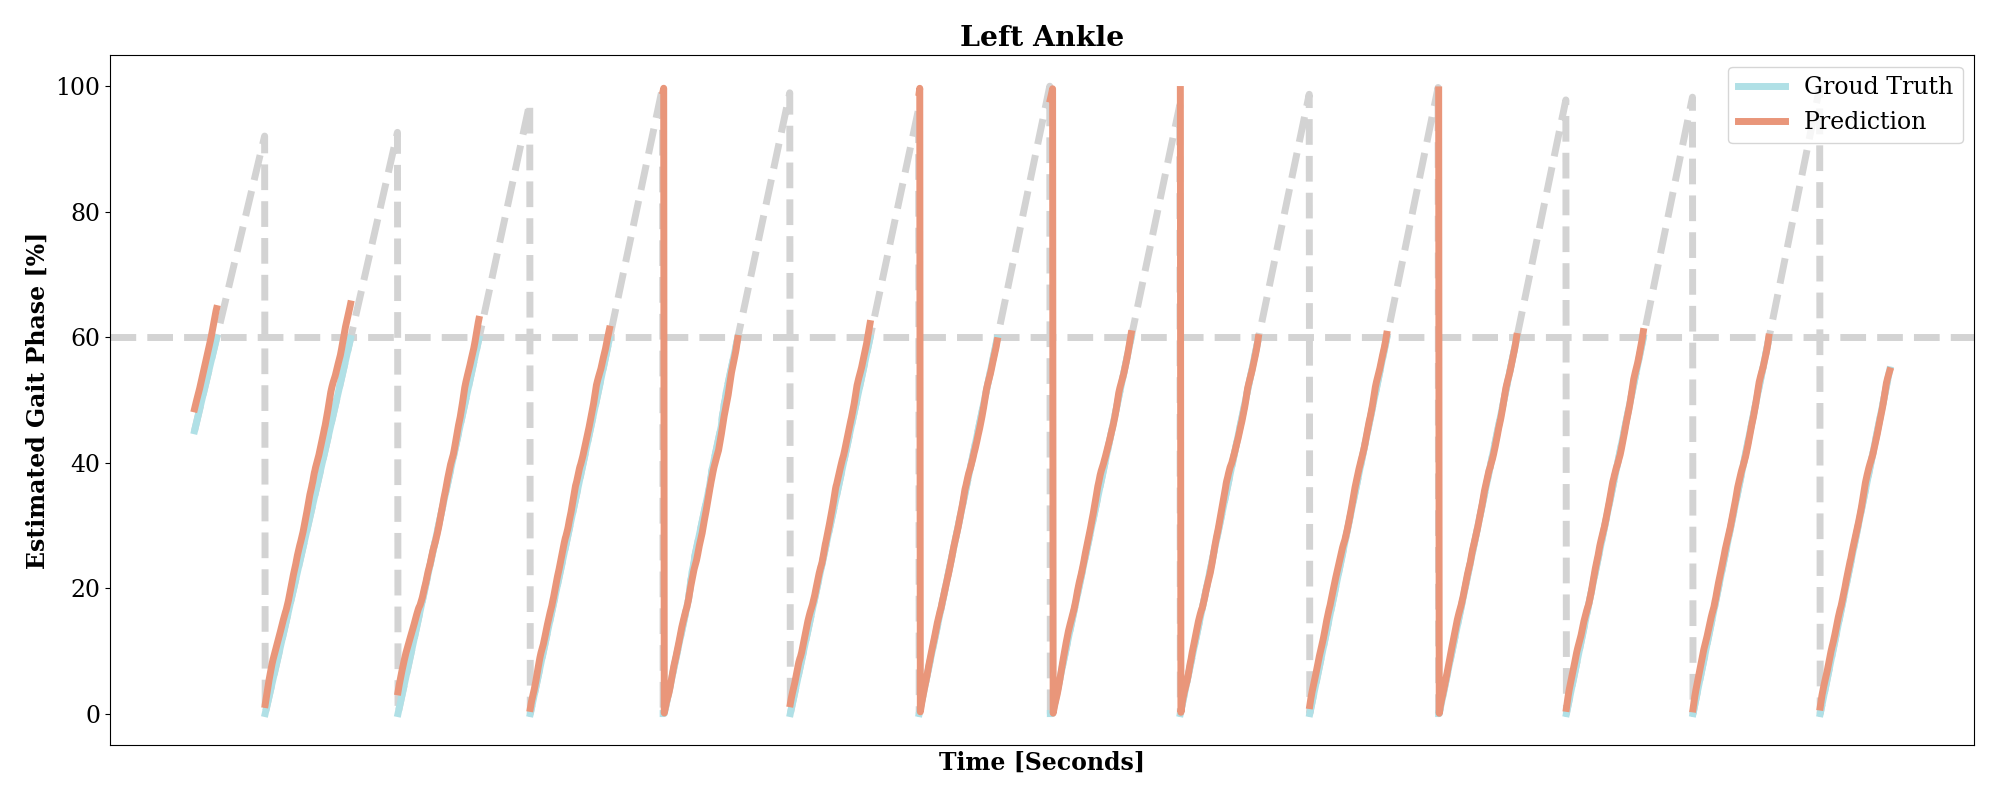 Left Ankle
Groud Truth
Prediction
100
80
60
40
20
0
Estimated Gait Phase [%]
Time [Seconds]